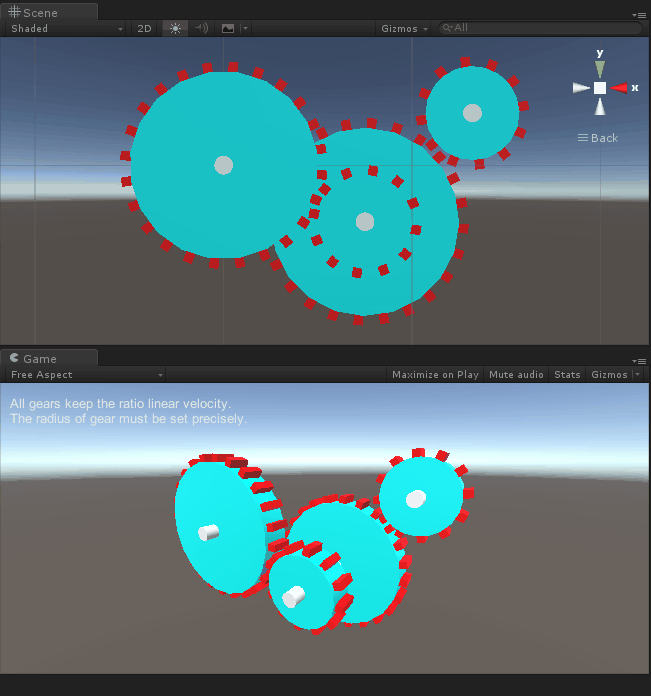 Scene
Shaded
2D
Gizmos
All
y
x
Back
Game
Free Aspect
Maximize on Play
Mute audio
Stats
Gizmos
All gears keep the ratio linear velocity.
The radius of gear must be set precisely.